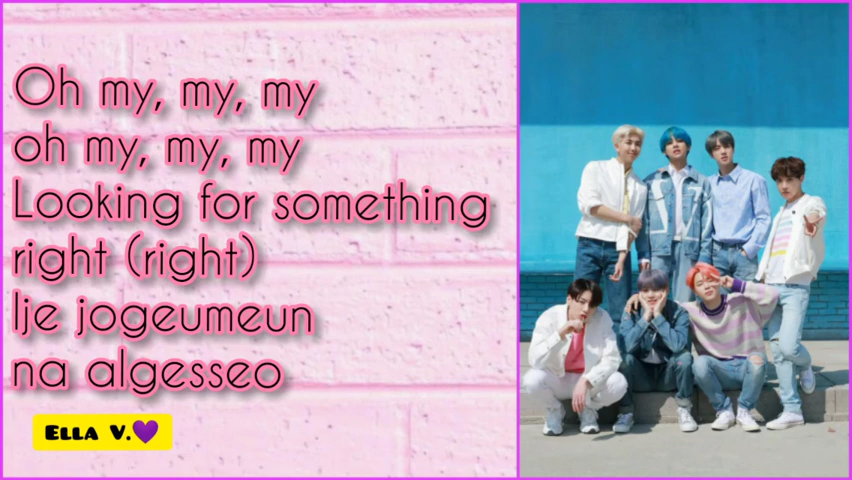 Oh my, my, my
oh my, my, my
Looking for something
right (right)
Ije jogeumeun
na algesseo
ELLA V.💜